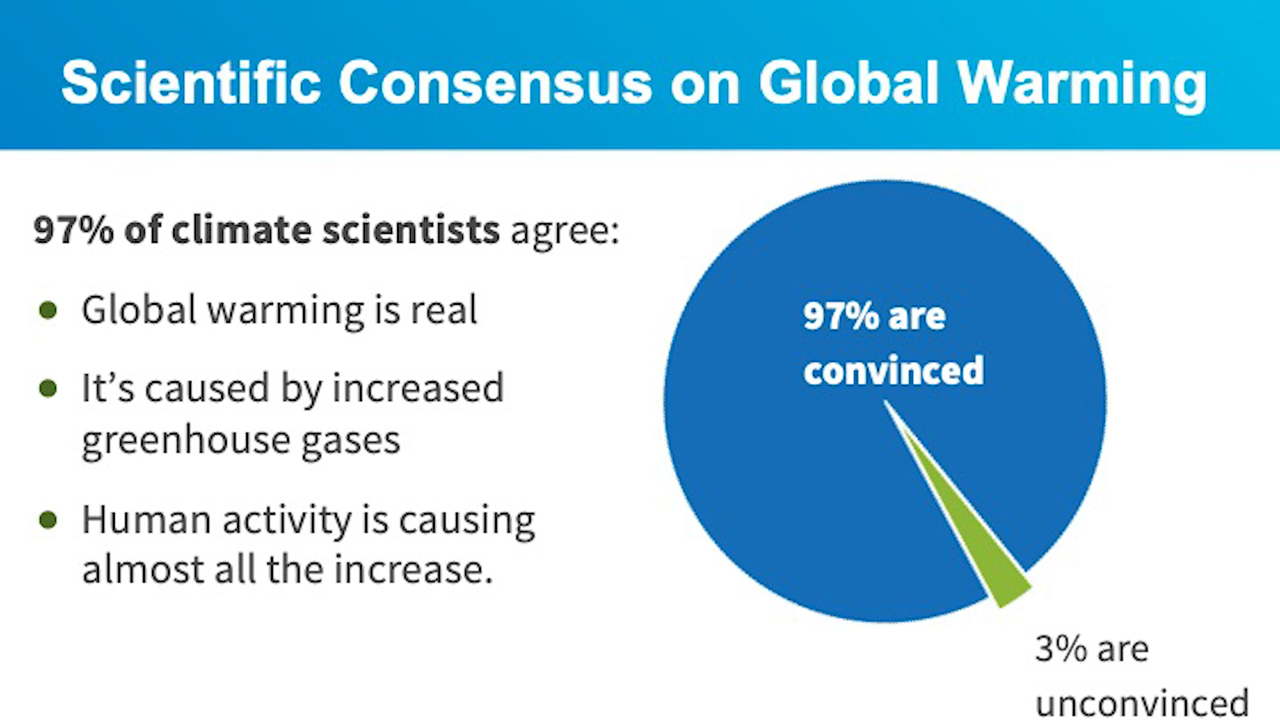 Scientific Consensus on Global Warming
97% of climate scientists agree:
• Global warming is real
• It’s caused by increased
greenhouse gases
• Human activity is causing
almost all the increase.
97% are
convinced
3% are
unconvinced